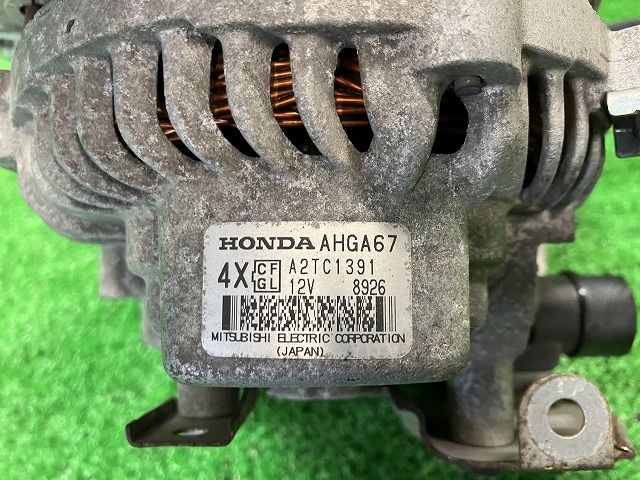 HONDA AHGA67
4X CF GL A2TC1391
12V 8926
MITSUBISHI ELECTRIC CORPORATION
(JAPAN)